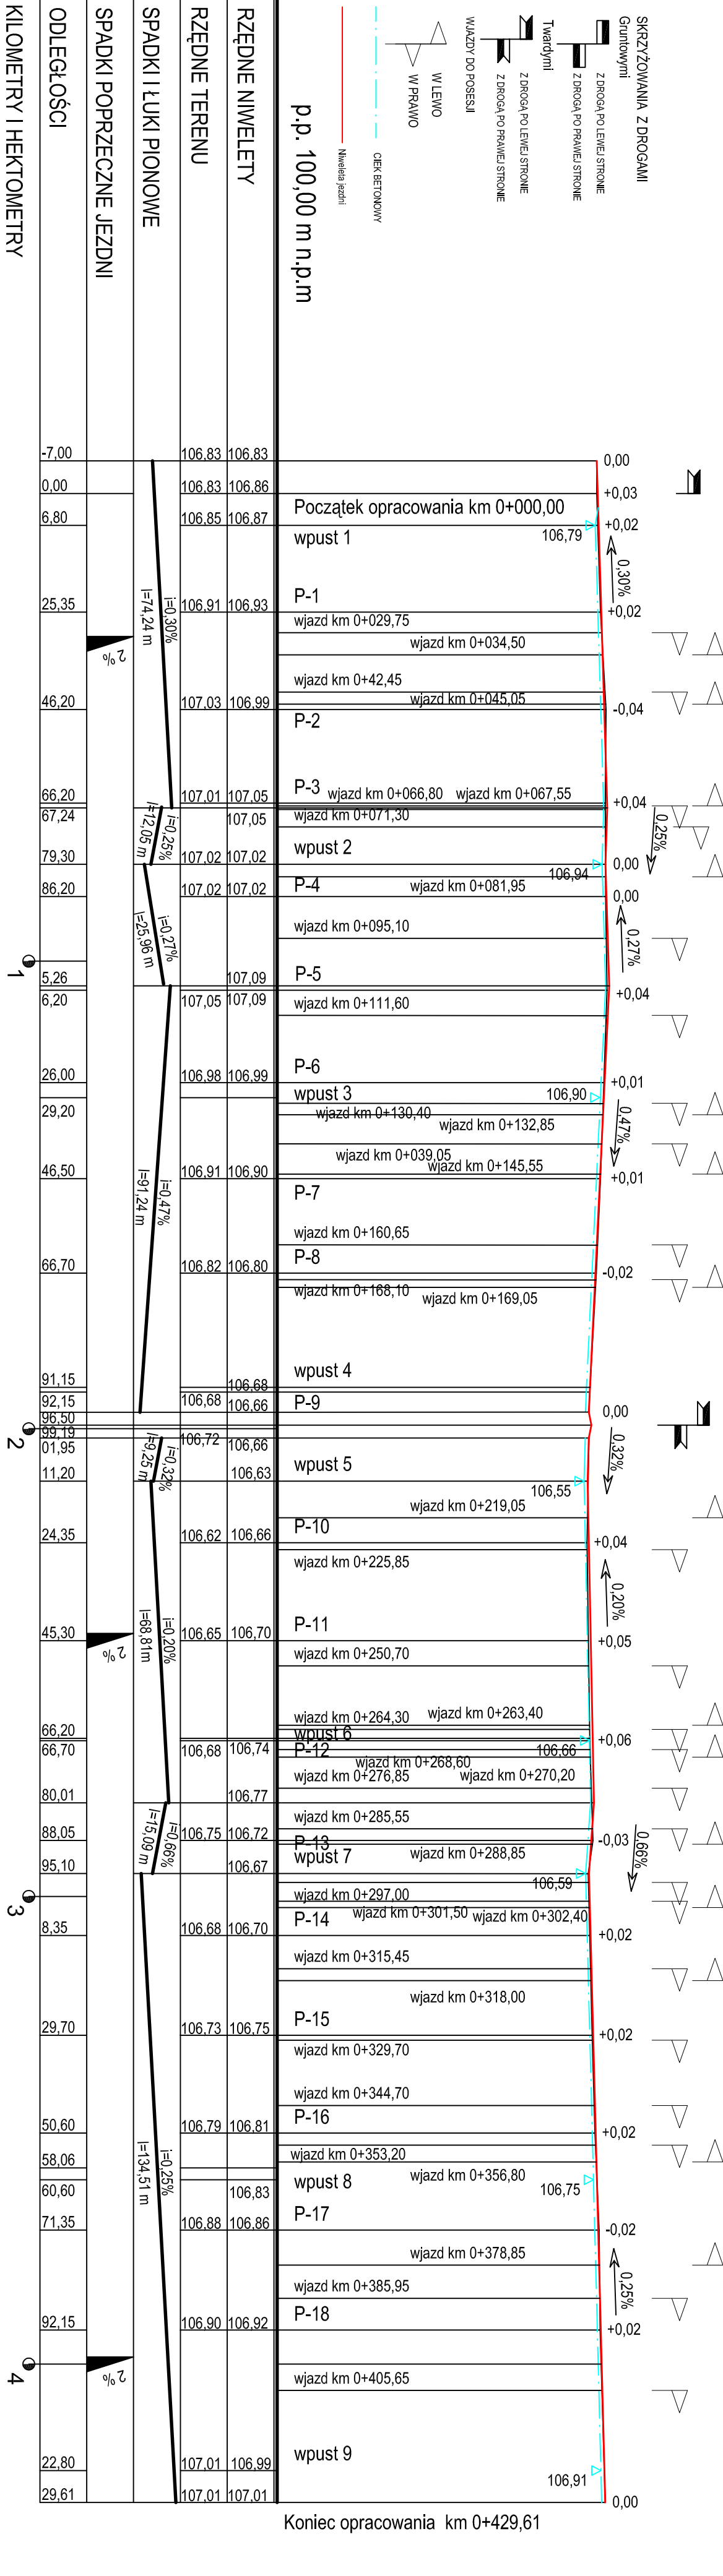 SKRZYŻOWANIA Z DROGAMI
Gruntowymi
Z DROGĄ PO LEWEJ STRONIE
Z DROGĄ PO PRAWEJ STRONIE
Twardymi
Z DROGĄ PO LEWEJ STRONIE
Z DROGĄ PO PRAWEJ STRONIE
WJAZDY DO POSESJI
W LEWO
W PRAWO
CIEK BETONOWY
Niweleta jezdni
p.p. 100,00 m n.p.m
RZĘDNE NIWELETY
RZĘDNE TERENU
SPADKI I ŁUKI PIONOWE
SPADKI POPRZECZNE JEZDNI
ODLEGŁOŚCI
KILOMETRY I HEKTOMETRY
-7,00 106,83 106,83 0,00
0,00 106,83 106,86 +0,03
Początek opracowania km 0+000,00
6,80 106,85 106,87 +0,02
wpust 1 106,79
0,30%
i=0,30%
l=74,24 m
P-1
25,35 106,91 106,93 +0,02
wjazd km 0+029,75
2%
wjazd km 0+034,50
wjazd km 0+42,45
wjazd km 0+045,05
46,20 107,03 106,99 -0,04
P-2
P-3
wjazd km 0+066,80 wjazd km 0+067,55
66,20 107,01 107,05 +0,04
67,24 107,05
wjazd km 0+071,30
0,25%
i=0,25%
l=12,05 m
wpust 2
79,30 107,02 107,02 0,00
106,94
P-4
wjazd km 0+081,95
86,20 107,02 107,02 0,00
wjazd km 0+095,10
0,27%
i=0,27%
l=25,96 m
1
P-5
5,26 107,09
6,20 107,05 107,09 +0,04
wjazd km 0+111,60
P-6
26,00 106,98 106,99 +0,01
wpust 3 106,90
29,20
wjazd km 0+130,40
wjazd km 0+132,85
0,47%
i=0,47%
l=91,24 m
wjazd km 0+039,05
wjazd km 0+145,55
46,50 106,91 106,90 +0,01
P-7
wjazd km 0+160,65
P-8
66,70 106,82 106,80 -0,02
wjazd km 0+168,10
wjazd km 0+169,05
wpust 4
91,15 106,68
92,15 106,68 106,66
P-9
96,50 0,00
99,19
2
01,95 106,72 106,66
0,32%
i=0,32%
l=9,25 m
wpust 5
11,20 106,63
106,55
wjazd km 0+219,05
P-10
24,35 106,62 106,66 +0,04
wjazd km 0+225,85
0,20%
i=0,20%
l=68,81m
P-11
45,30 106,65 106,70 +0,05
2%
wjazd km 0+250,70
wjazd km 0+263,40
wjazd km 0+264,30
wpust 6
66,20 +0,06
66,70 106,68 106,74
P-12 106,66
wjazd km 0+268,60
wjazd km 0+276,85 wjazd km 0+270,20
80,01 106,77
wjazd km 0+285,55
0,66%
i=0,66%
l=15,09 m
88,05 106,75 106,72 -0,03
P-13
wjazd km 0+288,85
wpust 7
95,10 106,67
106,59
wjazd km 0+297,00
3
wjazd km 0+301,50 wjazd km 0+302,40
P-14
8,35 106,68 106,70 +0,02
wjazd km 0+315,45
wjazd km 0+318,00
P-15
29,70 106,73 106,75 +0,02
wjazd km 0+329,70
wjazd km 0+344,70
P-16
50,60 106,79 106,81 +0,02
wjazd km 0+353,20
58,06
wjazd km 0+356,80
wpust 8
60,60 106,83
106,75
i=0,25%
l=134,51 m
P-17
71,35 106,88 106,86 -0,02
wjazd km 0+378,85
0,25%
wjazd km 0+385,95
P-18
92,15 106,90 106,92 +0,02
4
2%
wjazd km 0+405,65
wpust 9
22,80 107,01 106,99
106,91
29,61 107,01 107,01 0,00
Koniec opracowania km 0+429,61